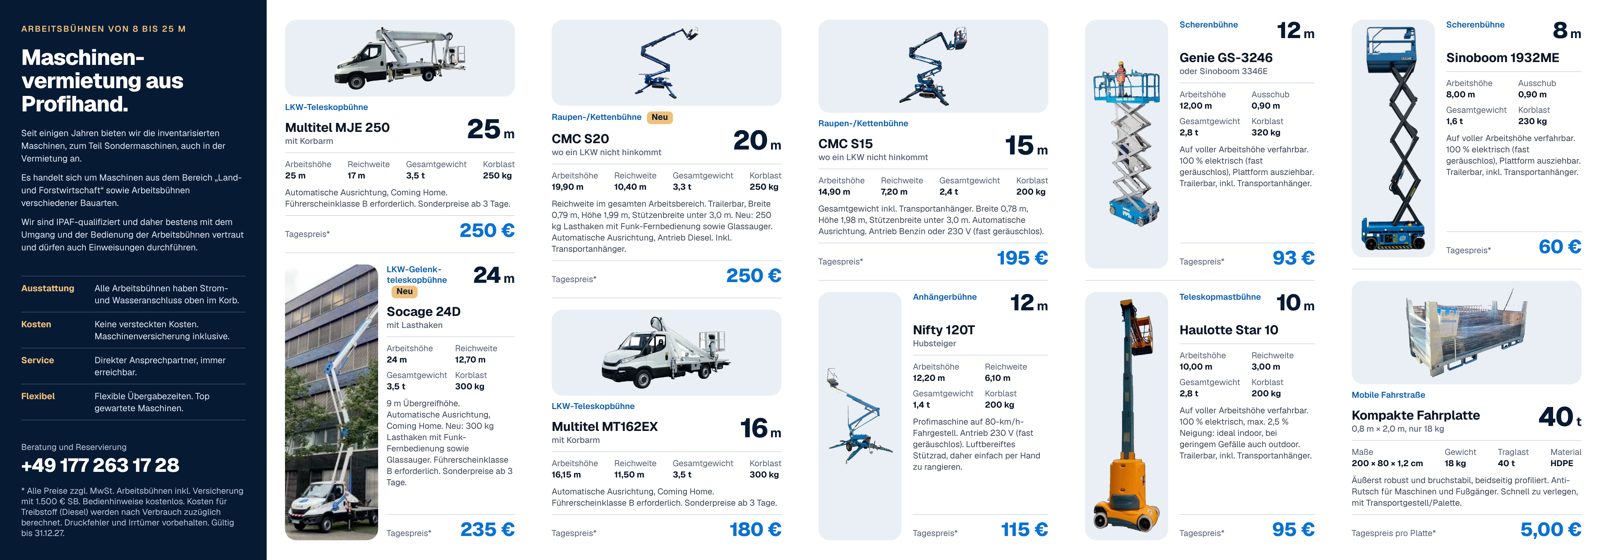 ARBEITSBÜHNEN VON 8 BIS 25 M
Maschinen-
vermietung aus
Profihand.
Seit einigen Jahren bieten wir die inventarisierten
Maschinen, zum Teil Sondermaschinen, auch in der
Vermietung an.
Es handelt sich um Maschinen aus dem Bereich „Land-
und Forstwirtschaft“ sowie Arbeitsbühnen
verschiedener Bauarten.
Wir sind IPAF-qualifiziert und daher bestens mit dem
Umgang und der Bedienung der Arbeitsbühnen vertraut
und dürfen auch Einweisungen durchführen.
Ausstattung Alle Arbeitsbühnen haben Strom-
und Wasseranschluss oben im Korb.
Kosten Keine versteckten Kosten.
Maschinenversicherung inklusive.
Service Direkter Ansprechpartner, immer
erreichbar.
Flexibel Flexible Übergabezeiten. Top
gewartete Maschinen.
Beratung und Reservierung
+49 177 263 17 28
* Alle Preise zzgl. MwSt. Arbeitsbühnen inkl. Versicherung
mit 1.500 € SB. Bedienhinweise kostenlos. Kosten für
Treibstoff (Diesel) werden nach Verbrauch zuzüglich
berechnet. Druckfehler und Irrtümer vorbehalten. Gültig
bis 31.12.27.
LKW-Teleskopbühne
Multitel MJE 250 25 m
mit Korbarm
Arbeitshöhe Reichweite Gesamtgewicht Korblast
25 m 17 m 3,5 t 250 kg
Automatische Ausrichtung, Coming Home.
Führerscheinklasse B erforderlich. Sonderpreise ab 3 Tage.
Tagespreis* 250 €
LKW-Gelenk-
teleskopbühne 24 m
Neu
Socage 24D
mit Lasthaken
Arbeitshöhe Reichweite
24 m 12,70 m
Gesamtgewicht Korblast
3,5 t 300 kg
9 m Übergreifhöhe.
Automatische Ausrichtung,
Coming Home. Neu: 300 kg
Lasthaken mit Funk-
Fernbedienung sowie
Glassauger. Führerscheinklasse
B erforderlich. Sonderpreise ab 3
Tage.
Tagespreis* 235 €
Raupen-/Kettenbühne Neu
CMC S20 20 m
wo ein LKW nicht hinkommt
Arbeitshöhe Reichweite Gesamtgewicht Korblast
19,90 m 10,40 m 3,3 t 250 kg
Reichweite im gesamten Arbeitsbereich. Trailerbar, Breite
0,79 m, Höhe 1,99 m, Stützenbreite unter 3,0 m. Neu: 250
kg Lasthaken mit Funk-Fernbedienung sowie Glassauger.
Automatische Ausrichtung, Antrieb Diesel. Inkl.
Transportanhänger.
Tagespreis* 250 €
LKW-Teleskopbühne
Multitel MT162EX 16 m
mit Korbarm
Arbeitshöhe Reichweite Gesamtgewicht Korblast
16,15 m 11,50 m 3,5 t 300 kg
Automatische Ausrichtung, Coming Home.
Führerscheinklasse B erforderlich. Sonderpreise ab 3 Tage.
Tagespreis* 180 €
Raupen-/Kettenbühne
CMC S15 15 m
wo ein LKW nicht hinkommt
Arbeitshöhe Reichweite Gesamtgewicht Korblast
14,90 m 7,20 m 2,4 t 200 kg
Gesamtgewicht inkl. Transportanhänger. Breite 0,78 m,
Höhe 1,98 m, Stützenbreite unter 3,0 m. Automatische
Ausrichtung. Antrieb Benzin oder 230 V (fast geräuschlos).
Tagespreis* 195 €
Anhängerbühne 12 m
Nifty 120T
Hubsteiger
Arbeitshöhe Reichweite
12,20 m 6,10 m
Gesamtgewicht Korblast
1,4 t 200 kg
Profimaschine auf 80-km/h-
Fahrgestell. Antrieb 230 V (fast
geräuschlos). Luftbereiftes
Stützrad, daher einfach per Hand
zu rangieren.
Tagespreis* 115 €
Scherenbühne 12 m
Genie GS-3246
oder Sinoboom 3346E
Arbeitshöhe Ausschub
12,00 m 0,90 m
Gesamtgewicht Korblast
2,8 t 320 kg
Auf voller Arbeitshöhe verfahrbar.
100 % elektrisch (fast
geräuschlos), Plattform ausziehbar.
Trailerbar, inkl. Transportanhänger.
Tagespreis* 93 €
Teleskopmastbühne 10 m
Haulotte Star 10
Arbeitshöhe Reichweite
10,00 m 3,00 m
Gesamtgewicht Korblast
2,8 t 200 kg
Auf voller Arbeitshöhe verfahrbar.
100 % elektrisch, max. 2,5 %
Neigung: ideal indoor, bei
geringem Gefälle auch outdoor.
Trailerbar, inkl. Transportanhänger.
Tagespreis* 95 €
Scherenbühne 8 m
Sinoboom 1932ME
Arbeitshöhe Ausschub
8,00 m 0,90 m
Gesamtgewicht Korblast
1,6 t 230 kg
Auf voller Arbeitshöhe verfahrbar.
100 % elektrisch (fast
geräuschlos), Plattform ausziehbar.
Trailerbar, inkl. Transportanhänger.
Tagespreis* 60 €
Mobile Fahrstraße
Kompakte Fahrplatte 40 t
0,8 m × 2,0 m, nur 18 kg
Maße Gewicht Traglast Material
200 × 80 × 1,2 cm 18 kg 40 t HDPE
Äußerst robust und bruchstabil, beidseitig profiliert. Anti-
Rutsch für Maschinen und Fußgänger. Schnell zu verlegen,
mit Transportgestell/Palette.
Tagespreis pro Platte* 5,00 €